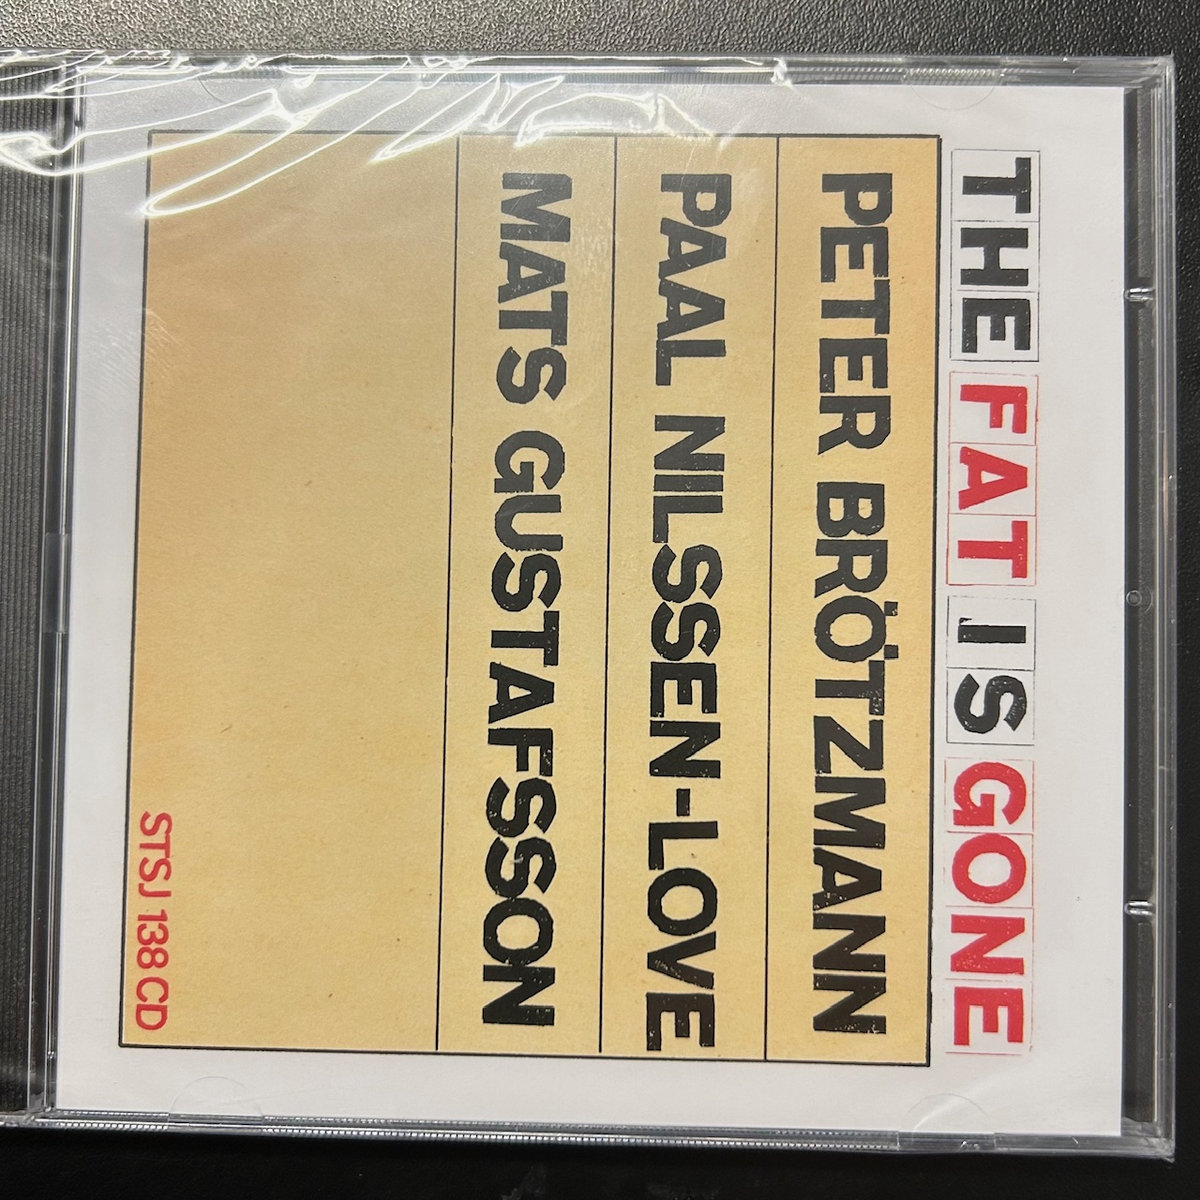 THE FAT IS GONE
PETER BRÖTZMANN
PAAL NILSSEN-LOVE
MATS GUSTAFSSON
STSJ 138 CD